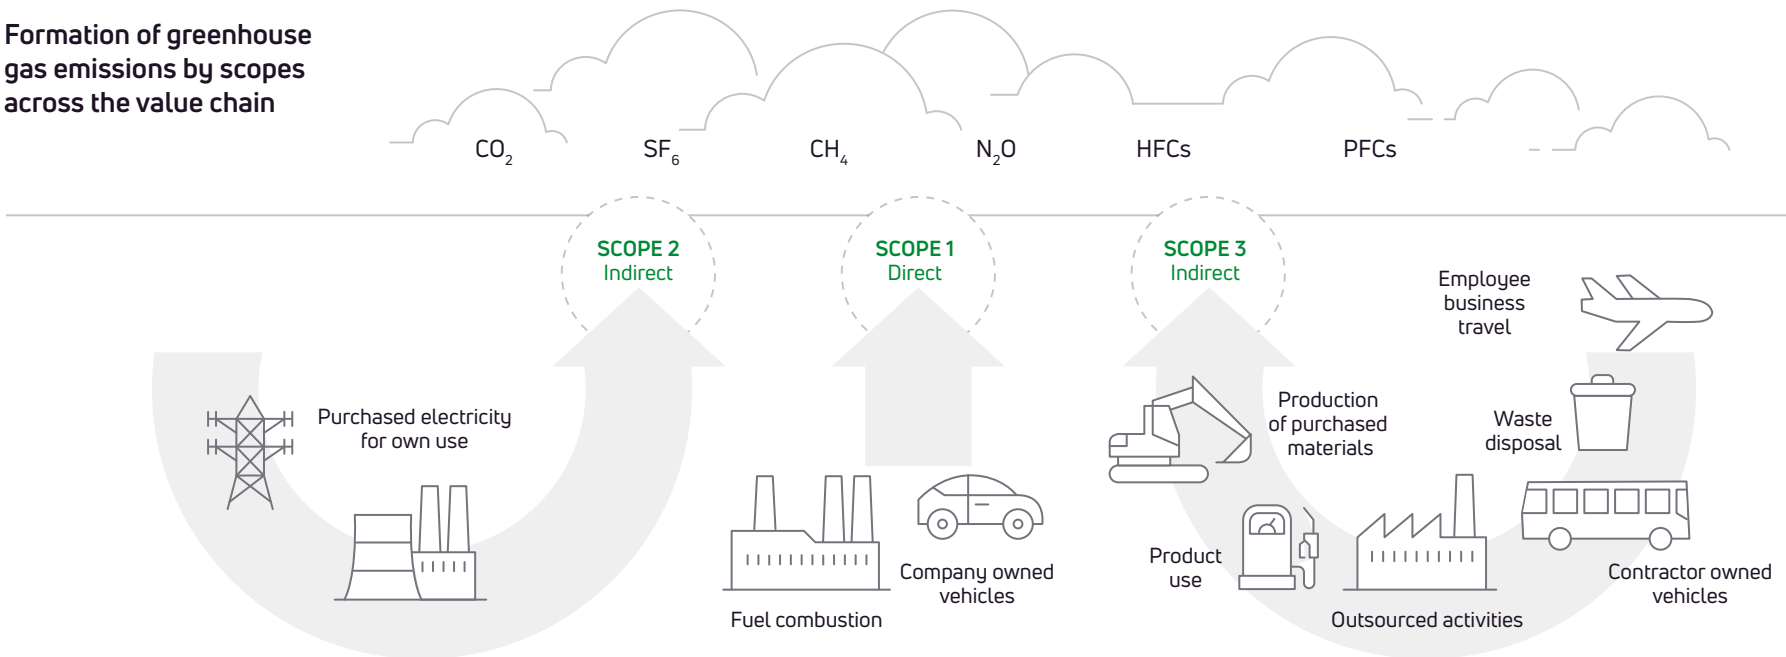 Formation of greenhouse
gas emissions by scopes
across the value chain
CO₂
SF₆
CH₄
N₂O
HFCs
PFCs
SCOPE 2
Indirect
SCOPE 1
Direct
SCOPE 3
Indirect
Purchased electricity
for own use
Fuel combustion
Company owned
vehicles
Employee
business
travel
Production
of purchased
materials
Waste
disposal
Product
use
Outsourced activities
Contractor owned
vehicles